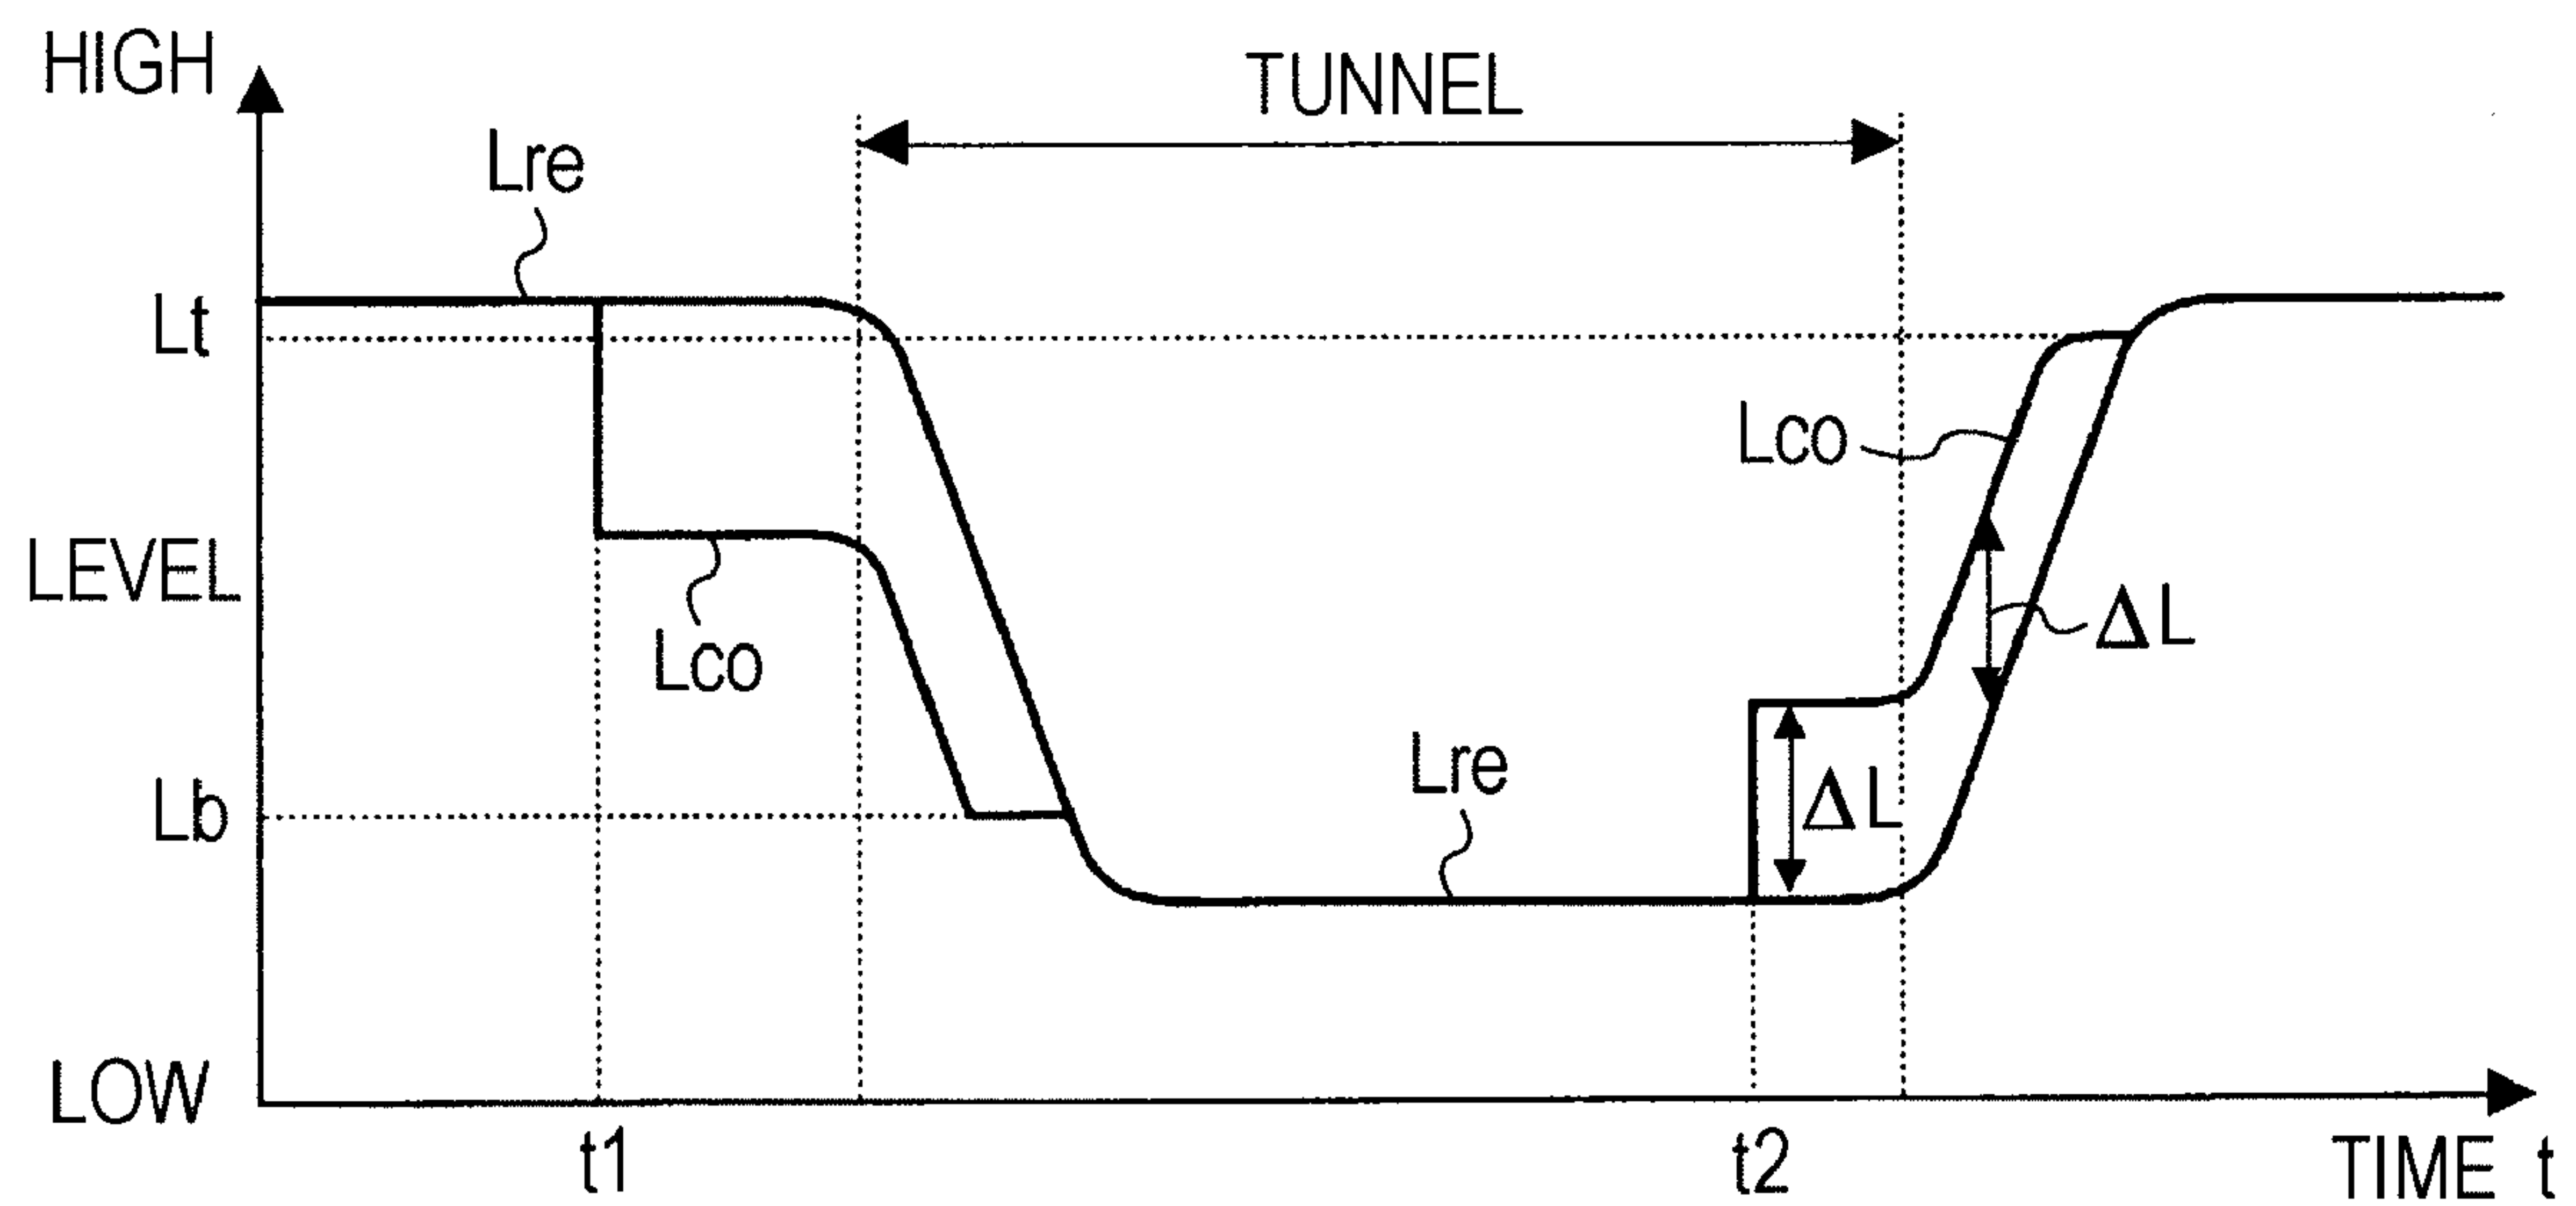 HIGH
TUNNEL
Lre
Lt
Lco
LEVEL
ΔL
Lco
Lre
Lb
ΔL
LOW
t1
t2
TIME t